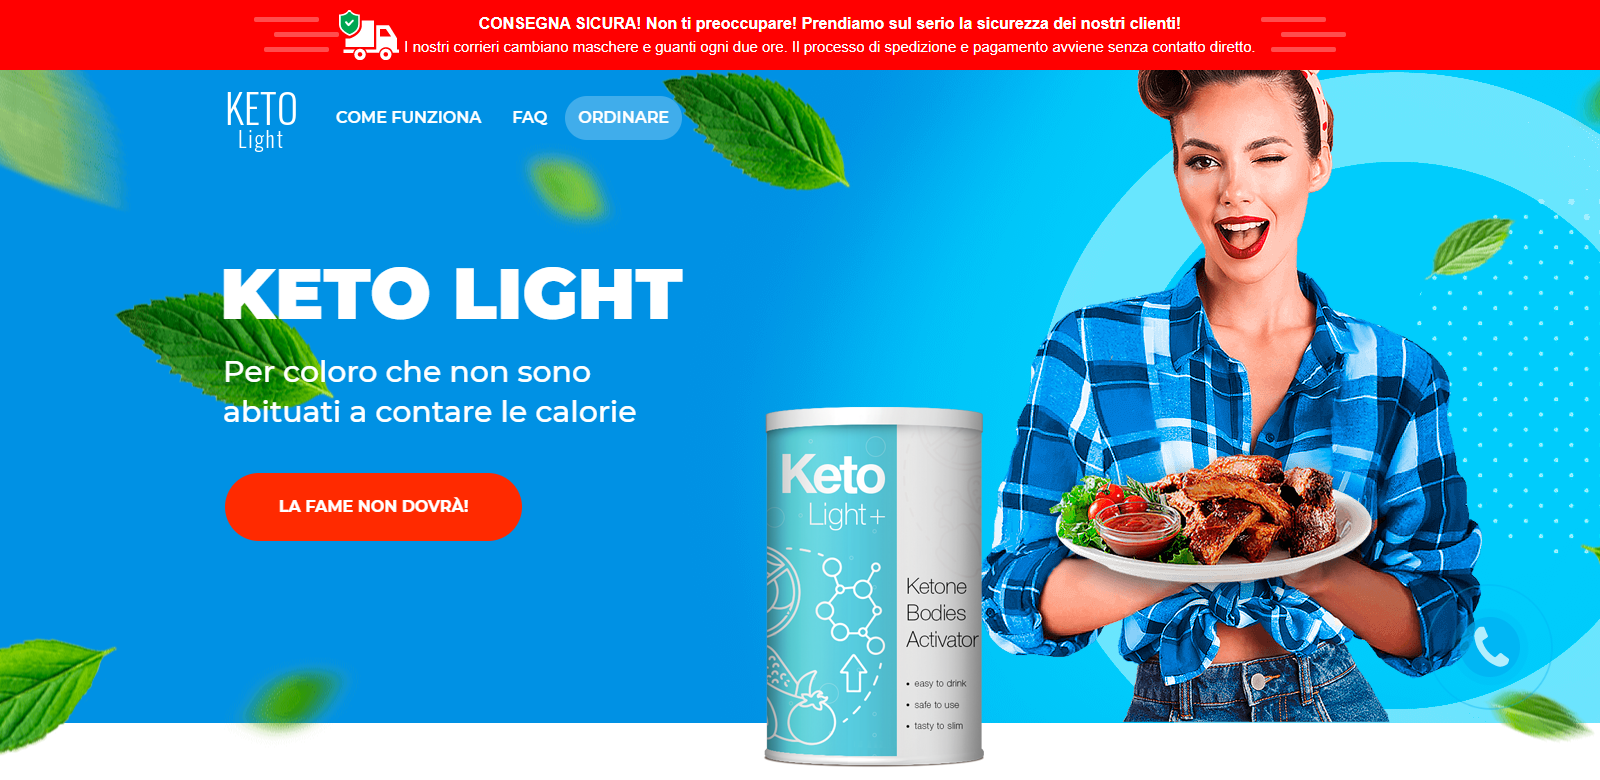 CONSEGNA SICURA! Non ti preoccupare! Prendiamo sul serio la sicurezza dei nostri clienti!
I nostri corrieri cambiano maschere e guanti ogni due ore. Il processo di spedizione e pagamento avviene senza contatto diretto.
KETO
Light
COME FUNZIONA
FAQ
ORDINARE
KETO LIGHT
Per coloro che non sono
abituati a contare le calorie
LA FAME NON DOVRÀ!
Keto
Light+
Ketone
Bodies
Activator
• easy to drink
• safe to use
• tasty to slim